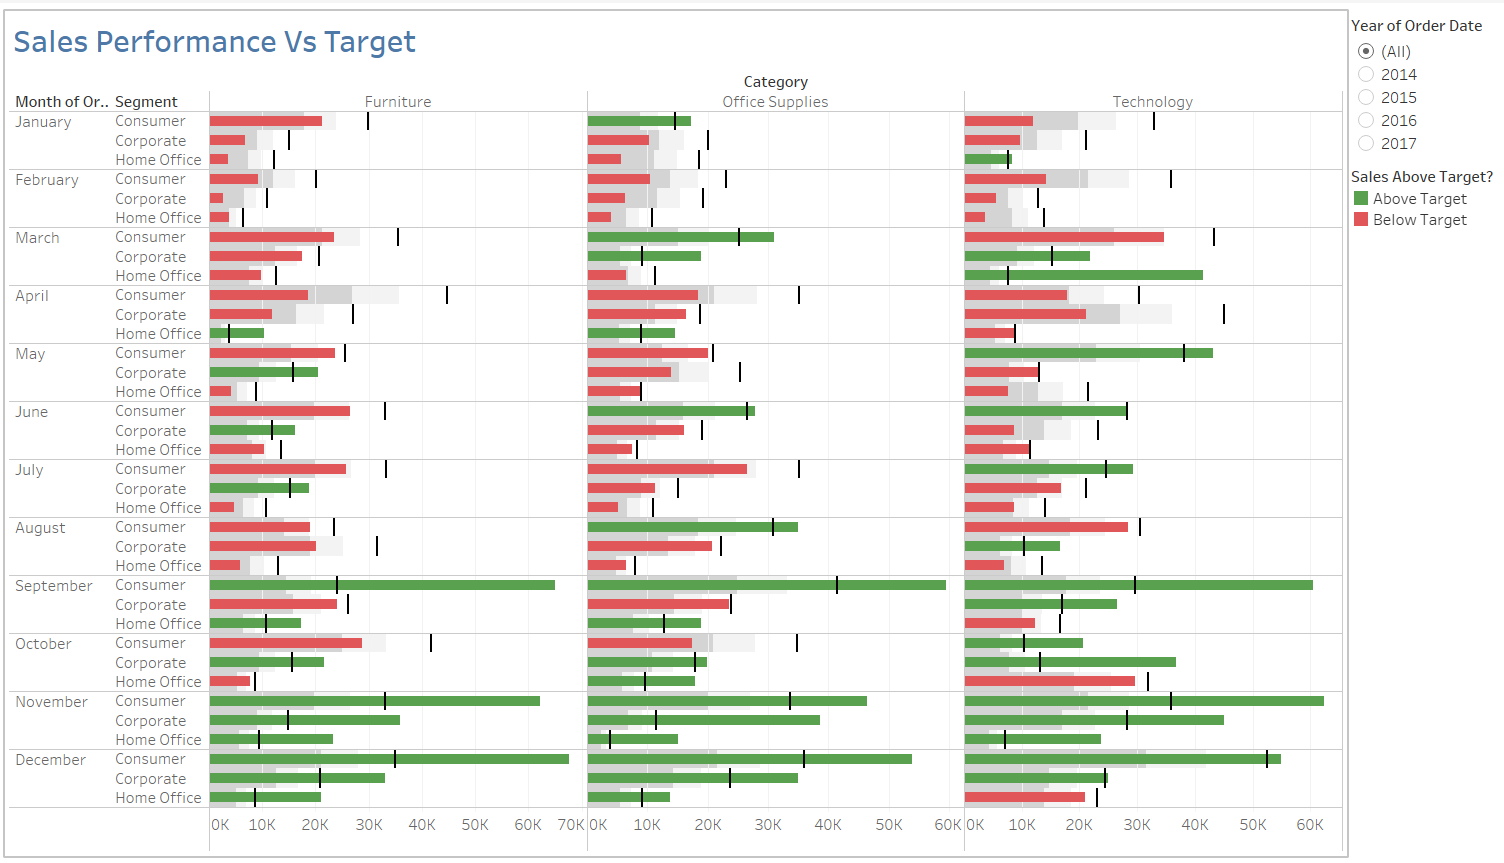 Sales Performance Vs Target
Category
Month of Or.. Segment Furniture Office Supplies Technology
January Consumer
Corporate
Home Office
February Consumer
Corporate
Home Office
March Consumer
Corporate
Home Office
April Consumer
Corporate
Home Office
May Consumer
Corporate
Home Office
June Consumer
Corporate
Home Office
July Consumer
Corporate
Home Office
August Consumer
Corporate
Home Office
September Consumer
Corporate
Home Office
October Consumer
Corporate
Home Office
November Consumer
Corporate
Home Office
December Consumer
Corporate
Home Office
0K 10K 20K 30K 40K 50K 60K 70K 0K 10K 20K 30K 40K 50K 60K 0K 10K 20K 30K 40K 50K 60K
Year of Order Date
(All)
2014
2015
2016
2017
Sales Above Target?
Above Target
Below Target